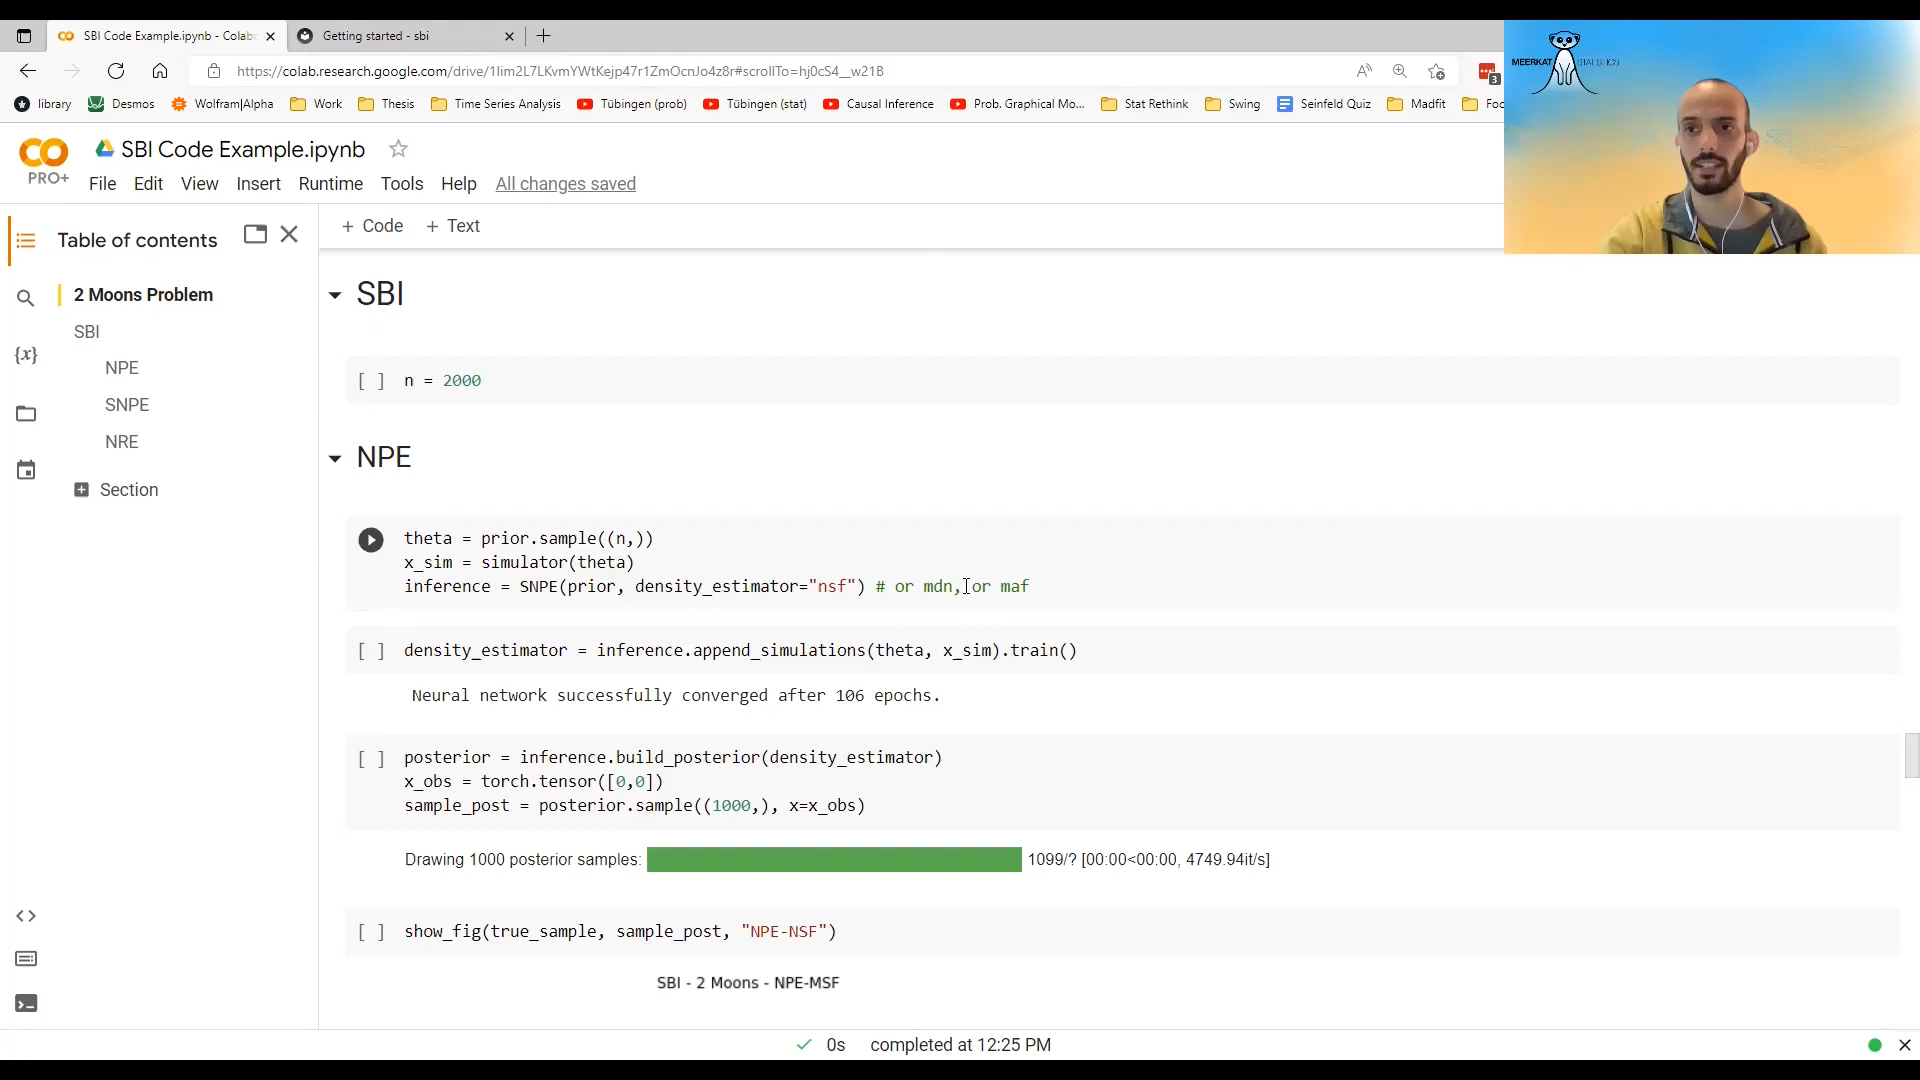 SBI Code Example.ipynb - Colab
Getting started - sbi
https://colab.research.google.com/drive/1Iim2L7LKvmYWtKejp47r1ZmOcnJo4z8r#scrollTo=hj0cS4__w21B
3
MEERKAT STATISTICS
library
Desmos
Wolfram|Alpha
Work
Thesis
Time Series Analysis
Tübingen (prob)
Tübingen (stat)
Causal Inference
Prob. Graphical Mo...
Stat Rethink
Swing
Seinfeld Quiz
Madfit
Foo
SBI Code Example.ipynb
PRO+
File Edit View Insert Runtime Tools Help All changes saved
Table of contents
+ Code + Text
2 Moons Problem
SBI
NPE
SNPE
NRE
Section
{x}
SBI
[ ] n = 2000
NPE
theta = prior.sample((n,))
x_sim = simulator(theta)
inference = SNPE(prior, density_estimator="nsf") # or mdn, or maf
[ ] density_estimator = inference.append_simulations(theta, x_sim).train()
Neural network successfully converged after 106 epochs.
[ ] posterior = inference.build_posterior(density_estimator)
x_obs = torch.tensor([0,0])
sample_post = posterior.sample((1000,), x=x_obs)
Drawing 1000 posterior samples: 1099/? [00:00<00:00, 4749.94it/s]
[ ] show_fig(true_sample, sample_post, "NPE-NSF")
SBI - 2 Moons - NPE-MSF
0s completed at 12:25 PM